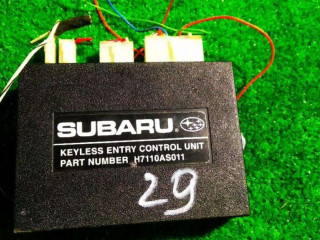 SUBARU®
KEYLESS ENTRY CONTROL UNIT
PART NUMBER H7110AS011
29